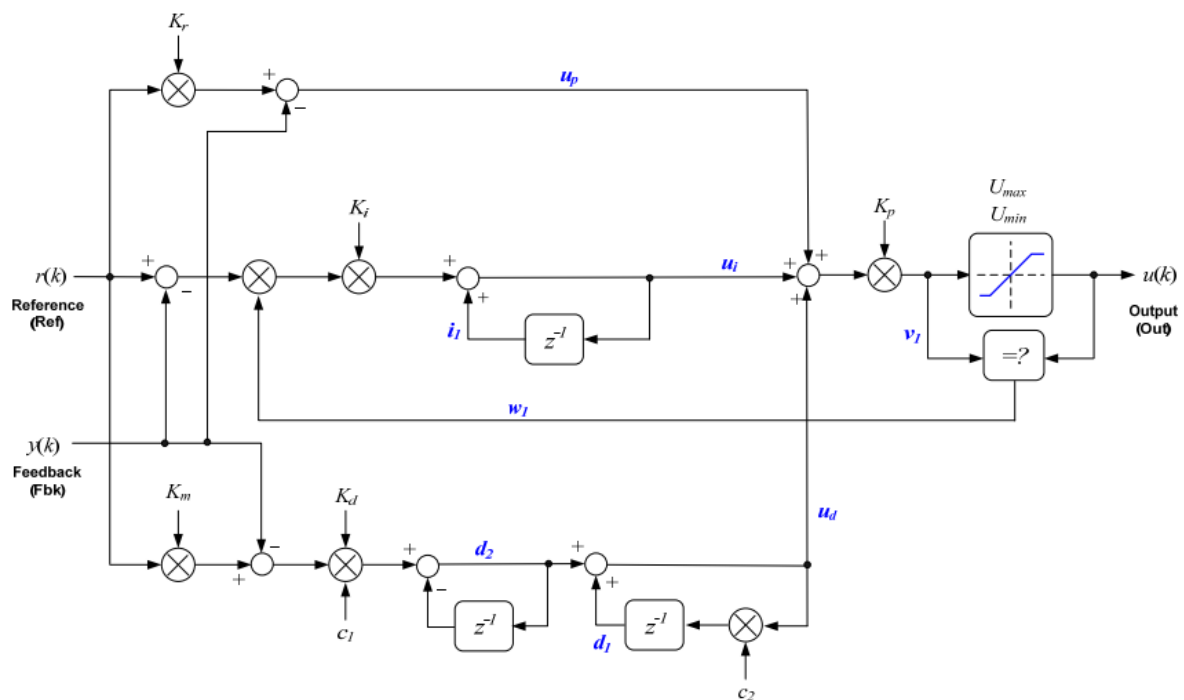 K_r
+
−
u_p
K_i
K_p
U_max
U_min
r(k)
Reference
(Ref)
+
−
+
+
u_i
+
+
+
u(k)
Output
(Out)
i_1
z^-1
v_1
=?
w_1
y(k)
Feedback
(Fbk)
K_m
K_d
u_d
−
+
+
−
d_2
+
+
c_1
z^-1
d_1
z^-1
c_2